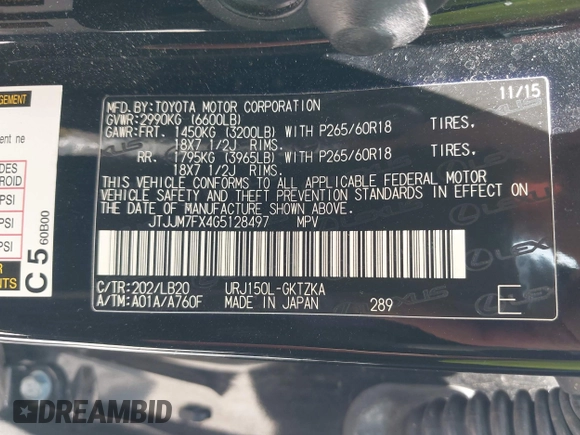 11/15
MFD. BY:TOYOTA MOTOR CORPORATION
GVWR:2990KG (6600LB)
GAWR:FRT. 1450KG (3200LB) WITH P265/60R18 TIRES,
18X7 1/2J RIMS.
RR. 1795KG (3965LB) WITH P265/60R18 TIRES,
18X7 1/2J RIMS.
THIS VEHICLE CONFORMS TO ALL APPLICABLE FEDERAL MOTOR
VEHICLE SAFETY AND THEFT PREVENTION STANDARDS IN EFFECT ON
THE DATE OF MANUFACTURE SHOWN ABOVE.
JTJJM7FX4G5128497 MPV
C/TR:202/LB20 URJ150L-GKTZKA
A/TM:A01A/A760F MADE IN JAPAN 289 E
C5 60B00
PSI
PSI
DREAMBID